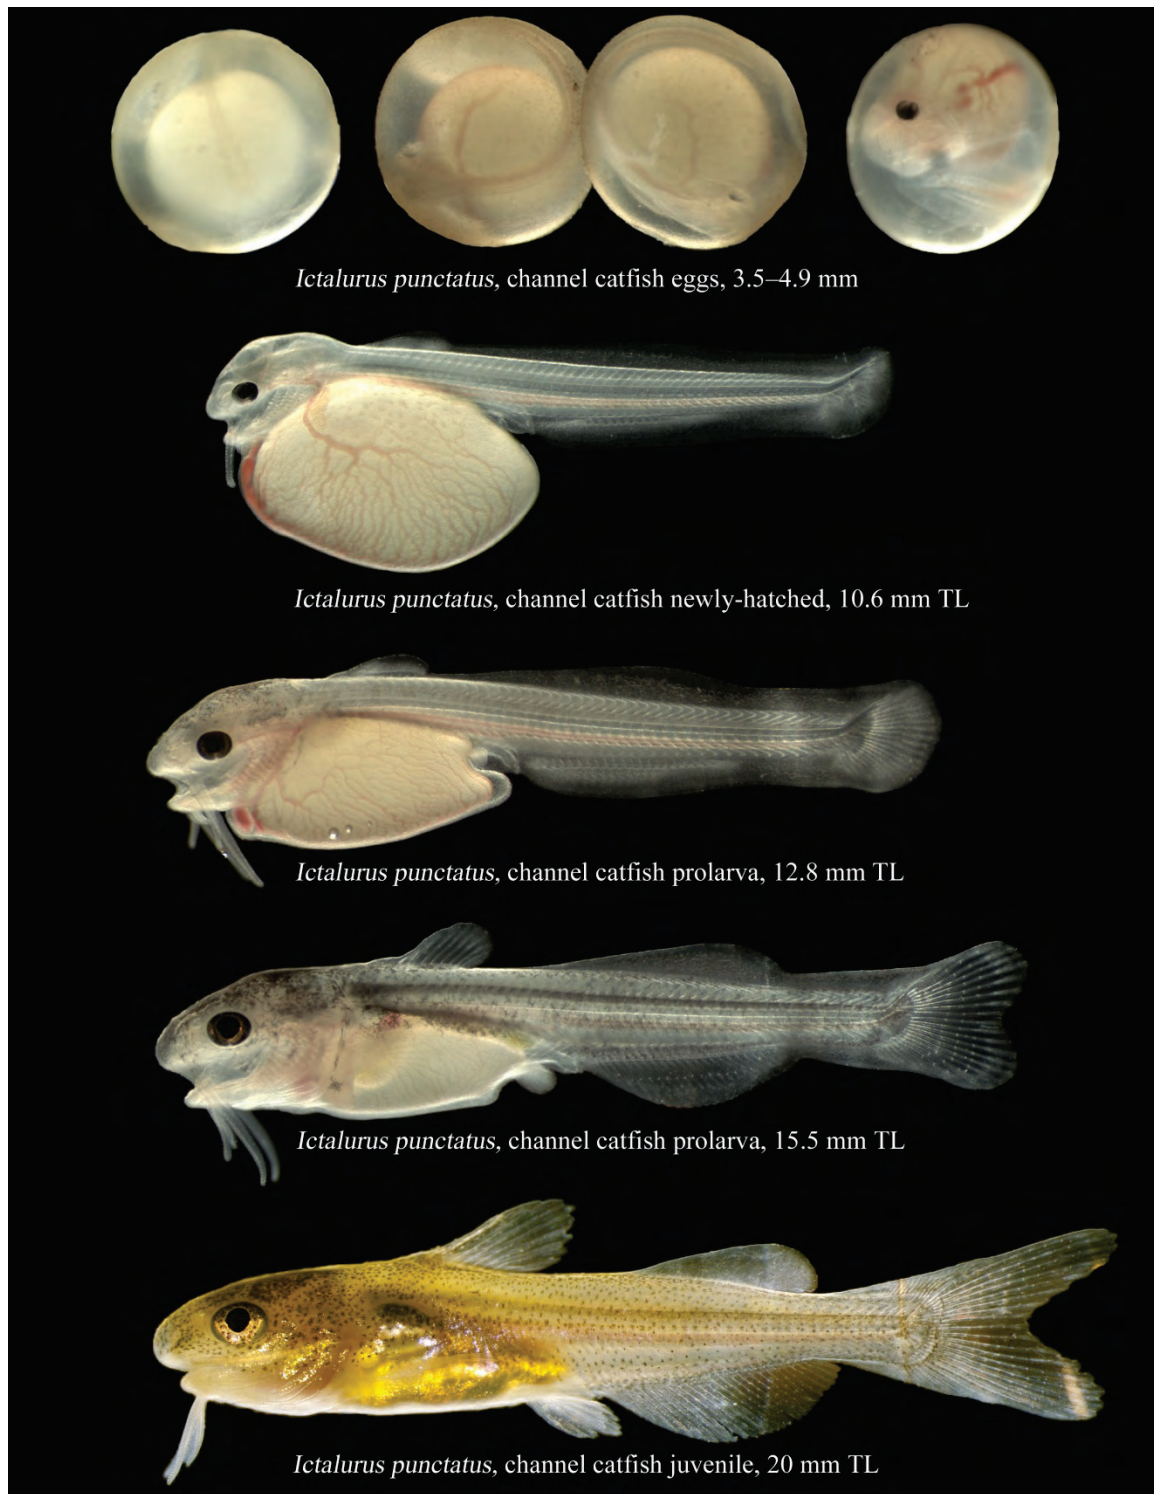 Ictalurus punctatus, channel catfish eggs, 3.5–4.9 mm
Ictalurus punctatus, channel catfish newly-hatched, 10.6 mm TL
Ictalurus punctatus, channel catfish prolarva, 12.8 mm TL
Ictalurus punctatus, channel catfish prolarva, 15.5 mm TL
Ictalurus punctatus, channel catfish juvenile, 20 mm TL